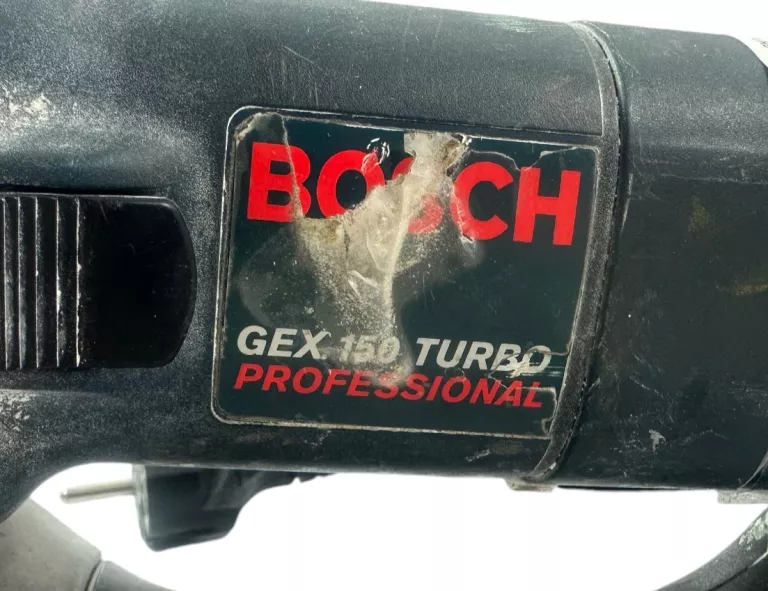 BOSCH
GEX 150 TURBO
PROFESSIONAL